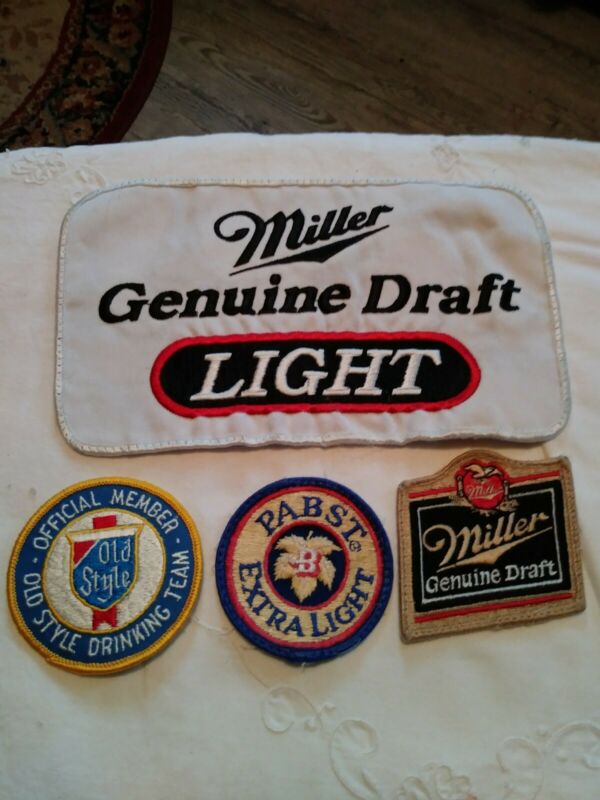 Miller
Genuine Draft
LIGHT
OFFICIAL MEMBER
Old
Style
OLD STYLE DRINKING TEAM
PABST®
B
EXTRA LIGHT
Miller
Miller
Genuine Draft